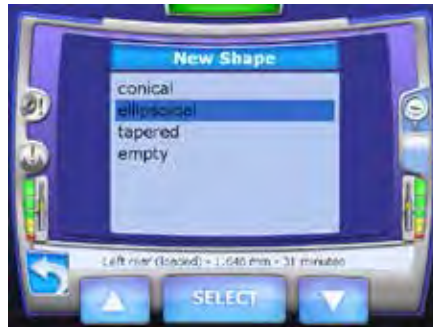 New Shape
conical
ellipsoidal
tapered
empty
Left river (loaded) - 1.640 mm - 31 minutes
SELECT